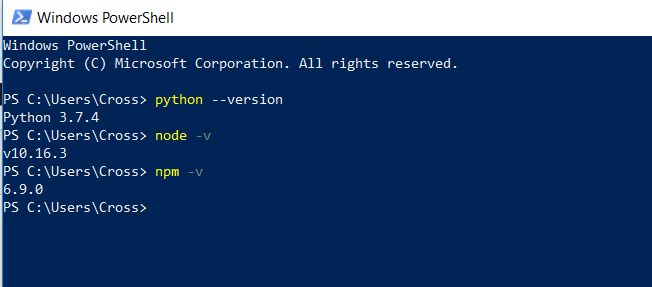 Windows PowerShell
Windows PowerShell
Copyright (C) Microsoft Corporation. All rights reserved.
PS C:\Users\Cross> python --version
Python 3.7.4
PS C:\Users\Cross> node -v
v10.16.3
PS C:\Users\Cross> npm -v
6.9.0
PS C:\Users\Cross>